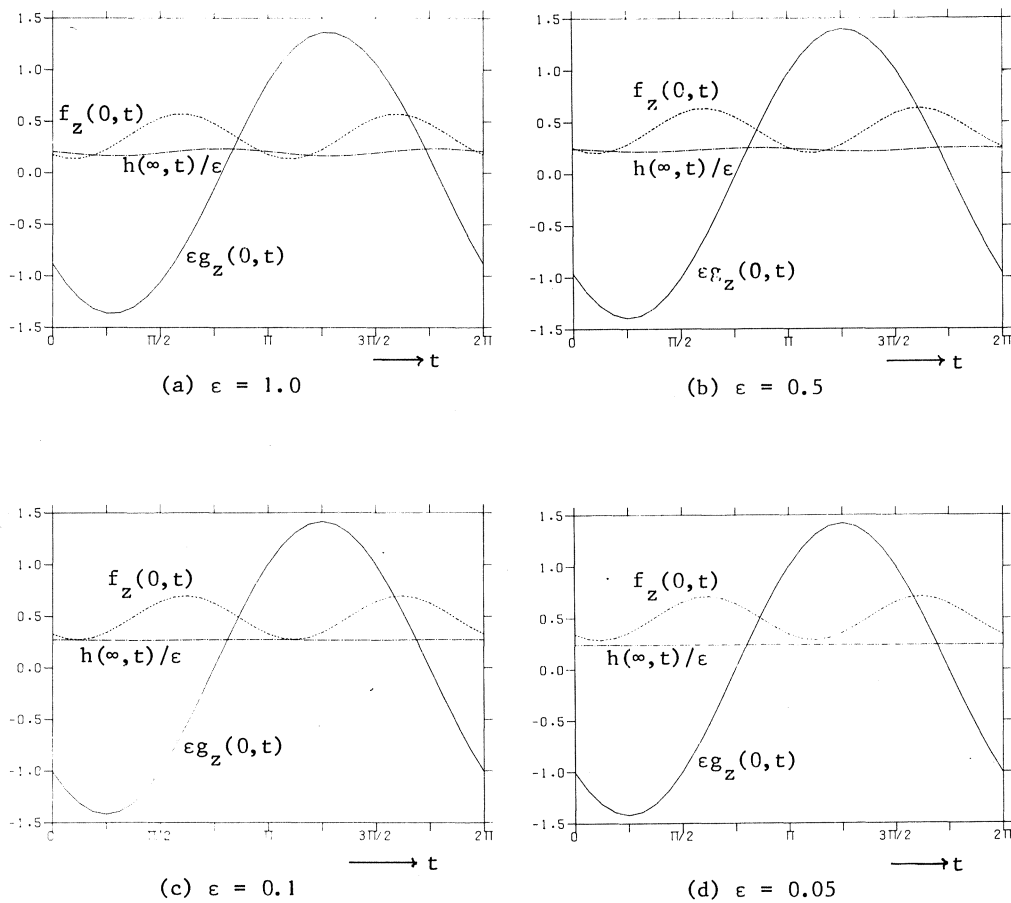 1.5
1.0
0.5
0.0
-0.5
-1.0
-1.5
f_z(0,t)
h(∞,t)/ε
εg_z(0,t)
0 π/2 π 3π/2 2π
→ t
(a) ε = 1.0
1.5
1.0
0.5
0.0
-0.5
-1.0
-1.5
f_z(0,t)
h(∞,t)/ε
εg_z(0,t)
0 π/2 π 3π/2 2π
→ t
(b) ε = 0.5
1.5
1.0
0.5
0.0
-0.5
-1.0
-1.5
f_z(0,t)
h(∞,t)/ε
εg_z(0,t)
0 π/2 π 3π/2 2π
→ t
(c) ε = 0.1
1.5
1.0
0.5
0.0
-0.5
-1.0
-1.5
f_z(0,t)
h(∞,t)/ε
εg_z(0,t)
0 π/2 π 3π/2 2π
→ t
(d) ε = 0.05